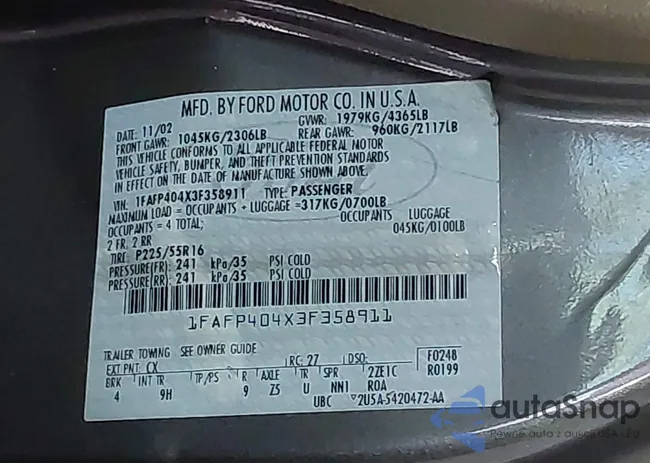 MFD. BY FORD MOTOR CO. IN U.S.A.
DATE: 11/02 GVWR: 1979KG/4365LB
FRONT GAWR: 1045KG/2306LB REAR GAWR: 960KG/2117LB
THIS VEHICLE CONFORMS TO ALL APPLICABLE FEDERAL MOTOR
VEHICLE SAFETY, BUMPER, AND THEFT PREVENTION STANDARDS
IN EFFECT ON THE DATE OF MANUFACTURE SHOWN ABOVE.
VIN: 1FAFP404X3F358911 TYPE: PASSENGER
MAXIMUM LOAD = OCCUPANTS + LUGGAGE =317KG/0700LB
OCCUPANTS = 4 TOTAL; OCCUPANTS LUGGAGE
2 FR, 2 RR 045KG/0100LB
TIRE: P225/55R16
PRESSURE(FR): 241 kPa/35 PSI COLD
PRESSURE(RR): 241 kPa/35 PSI COLD
1FAFP404X3F358911
TRAILER TOWING SEE OWNER GUIDE
EXT PNT: CX RC: 27 DSO: F0248
BRK INT TR TP/PS R AXLE TR SPR 2ZE1C R0199
4 9H 9 Z5 U NN1 ROA
UBC ▽2U5A-5420472-AA
autoSnap
Pewne auto z aukcji USA